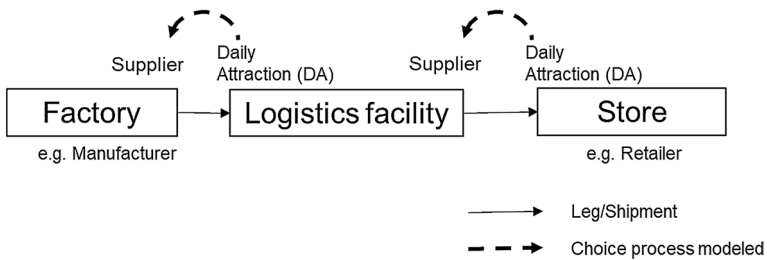 Supplier
Daily
Attraction (DA)
Supplier
Daily
Attraction (DA)
Factory
Logistics facility
Store
e.g. Manufacturer
e.g. Retailer
Leg/Shipment
Choice process modeled